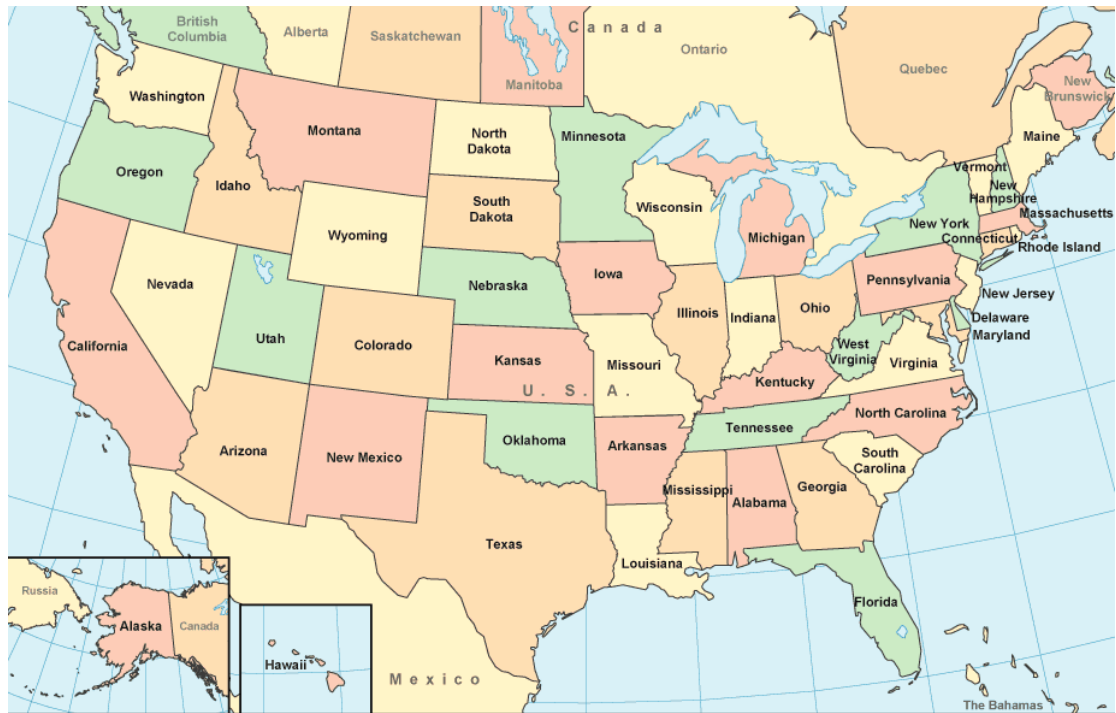 British
Columbia
Alberta
Saskatchewan
Manitoba
Canada
Ontario
Quebec
New
Brunswick
Washington
Montana
North
Dakota
Minnesota
Maine
Oregon
Idaho
South
Dakota
Wyoming
Wisconsin
Michigan
Vermont
New
Hampshire
New York
Massachusetts
Connecticut
Rhode Island
Nevada
Utah
Colorado
Nebraska
Iowa
Illinois
Indiana
Ohio
Pennsylvania
New Jersey
Delaware
Maryland
California
Kansas
Missouri
Kentucky
West
Virginia
Virginia
U. S. A.
Arizona
New Mexico
Oklahoma
Arkansas
Tennessee
North Carolina
South
Carolina
Texas
Louisiana
Mississippi
Alabama
Georgia
Florida
Russia
Alaska
Canada
Hawaii
Mexico
The Bahamas